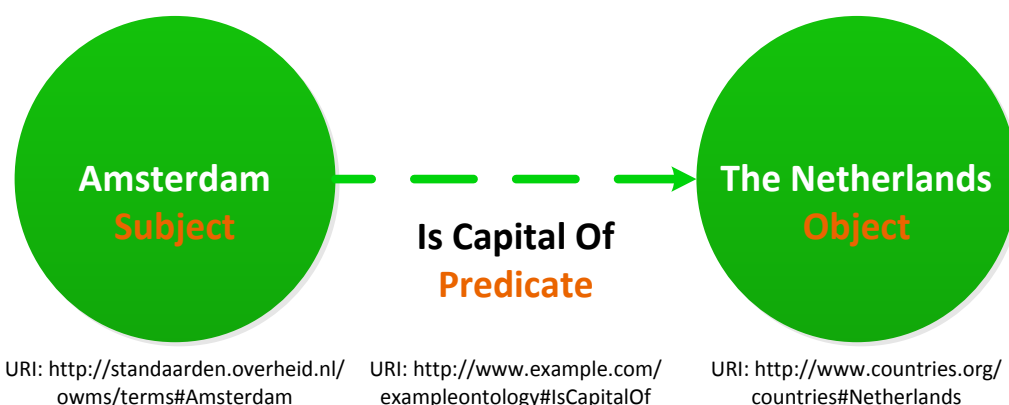 Amsterdam
Subject
Is Capital Of
Predicate
The Netherlands
Object
URI: http://standaarden.overheid.nl/
owms/terms#Amsterdam
URI: http://www.example.com/
exampleontology#IsCapitalOf
URI: http://www.countries.org/
countries#Netherlands